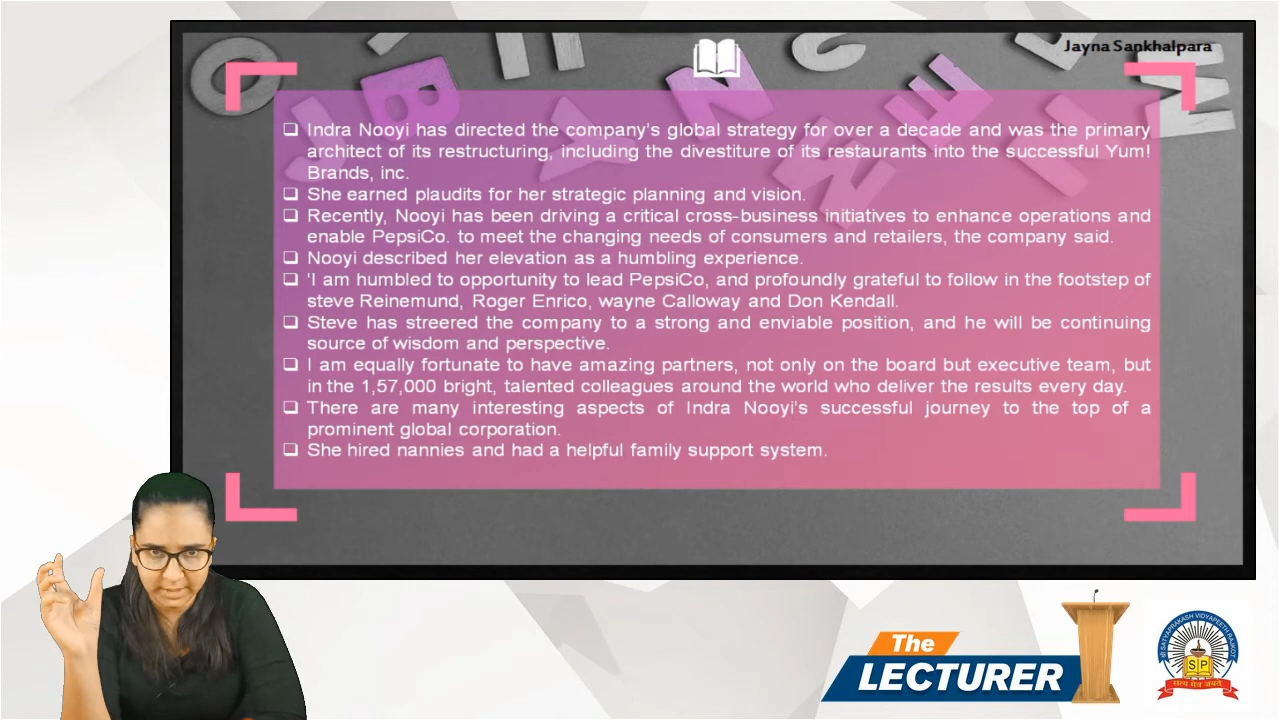 Jayna Sankhalpara
❑ Indra Nooyi has directed the company's global strategy for over a decade and was the primary
architect of its restructuring, including the divestiture of its restaurants into the successful Yum!
Brands, inc.
❑ She earned plaudits for her strategic planning and vision.
❑ Recently, Nooyi has been driving a critical cross-business initiatives to enhance operations and
enable PepsiCo. to meet the changing needs of consumers and retailers, the company said.
❑ Nooyi described her elevation as a humbling experience.
❑ 'I am humbled to opportunity to lead PepsiCo, and profoundly grateful to follow in the footstep of
steve Reinemund, Roger Enrico, wayne Calloway and Don Kendall.
❑ Steve has streered the company to a strong and enviable position, and he will be continuing
source of wisdom and perspective.
❑ I am equally fortunate to have amazing partners, not only on the board but executive team, but
in the 1,57,000 bright, talented colleagues around the world who deliver the results every day.
❑ There are many interesting aspects of Indra Nooyi's successful journey to the top of a
prominent global corporation.
❑ She hired nannies and had a helpful family support system.
The
LECTURER
SATYAPRAKASH VIDYAPEETH RAJKOT
S P
सत्य मेव जयते